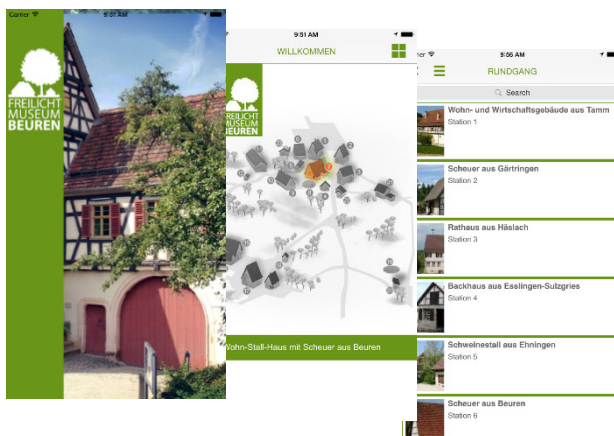 Carrier
9:51 AM
FREILICHT
MUSEUM
BEUREN
9:51 AM
WILLKOMMEN
FREILICHT
MUSEUM
BEUREN
Wohn-Stall-Haus mit Scheuer aus Beuren
9:56 AM
RUNDGANG
Search
Wohn- und Wirtschaftsgebäude aus Tamm
Station 1
Scheuer aus Gärtringen
Station 2
Rathaus aus Häslach
Station 3
Backhaus aus Esslingen-Sulzgries
Station 4
Schweinestall aus Ehningen
Station 5
Scheuer aus Beuren
Station 6